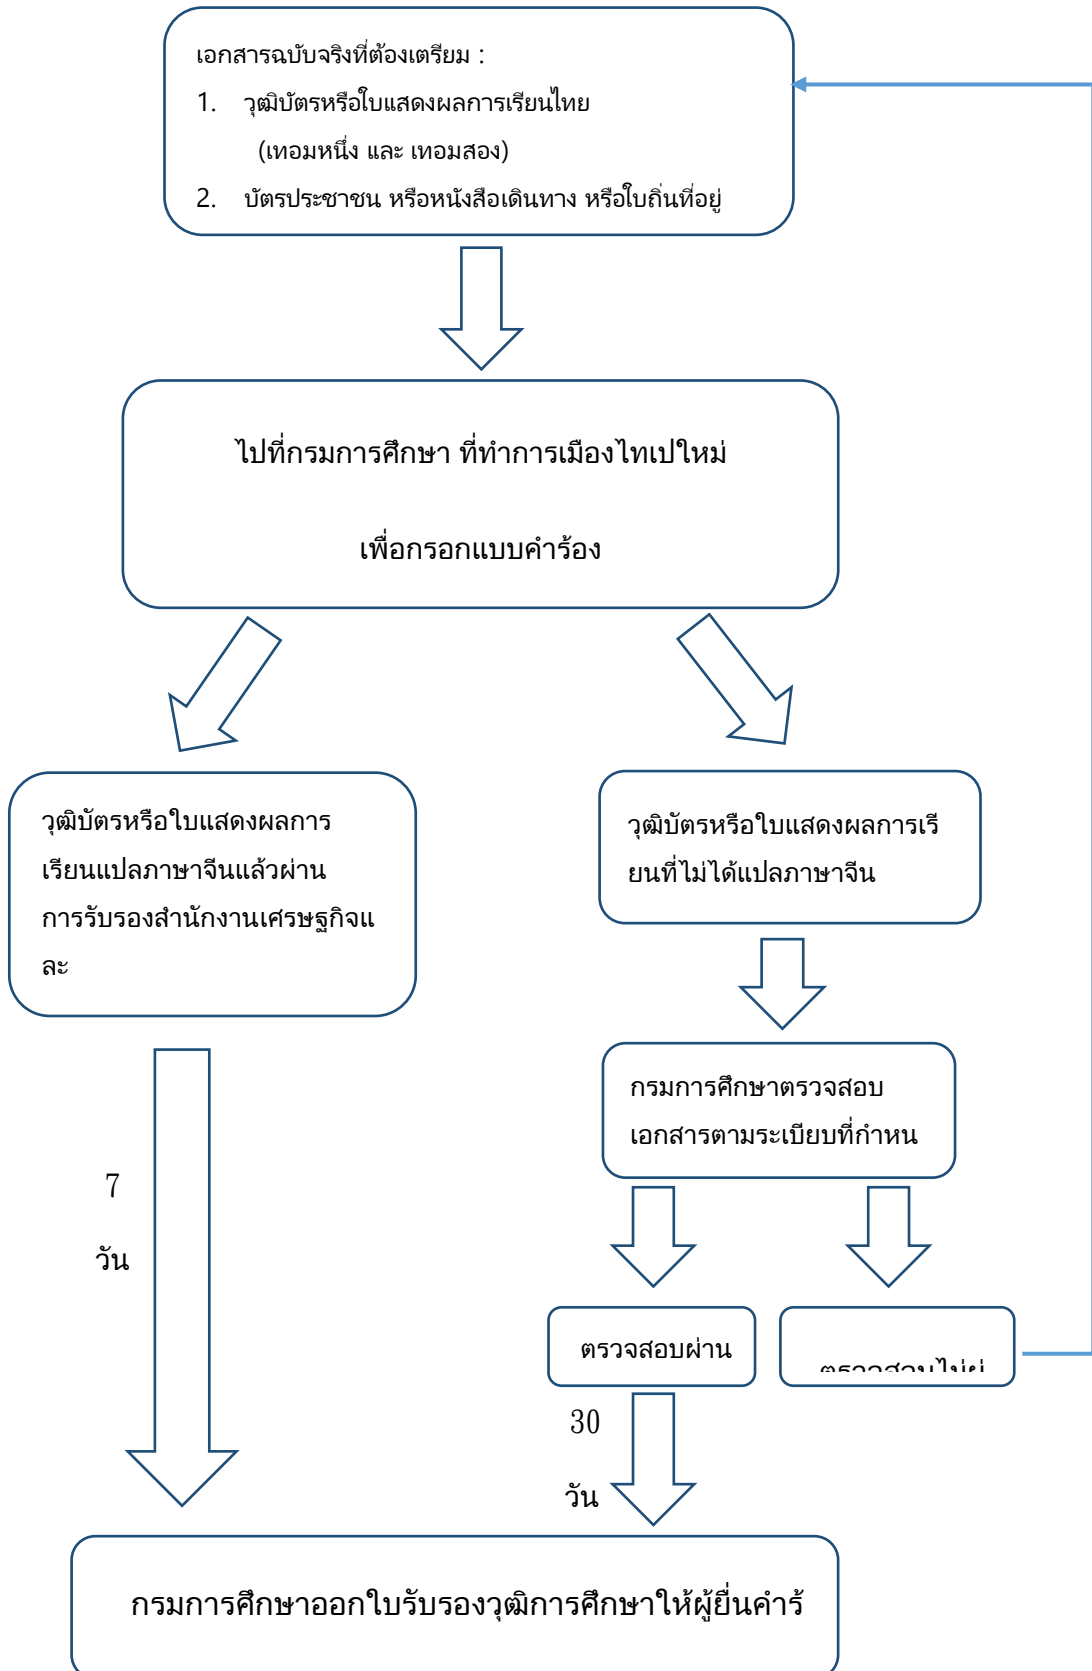 เอกสารฉบับจริงที่ต้องเตรียม :
1. วุฒิบัตรหรือใบแสดงผลการเรียนไทย
(เทอมหนึ่ง และ เทอมสอง)
2. บัตรประชาชน หรือหนังสือเดินทาง หรือใบถิ่นที่อยู่
ไปที่กรมการศึกษา ที่ทำการเมืองไทเปใหม่
เพื่อกรอกแบบคำร้อง
วุฒิบัตรหรือใบแสดงผลการ
เรียนแปลภาษาจีนแล้วผ่าน
การรับรองสำนักงานเศรษฐกิจแ
ละ
วุฒิบัตรหรือใบแสดงผลการเรี
ยนที่ไม่ได้แปลภาษาจีน
กรมการศึกษาตรวจสอบ
เอกสารตามระเบียบที่กำหน
7
วัน
ตรวจสอบผ่าน
ตรวจสอบไม่ผ่
30
วัน
กรมการศึกษาออกใบรับรองวุฒิการศึกษาให้ผู้ยื่นคำร้